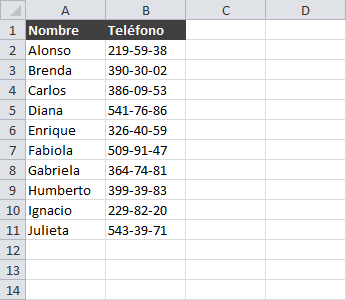 A B C D
1 Nombre Teléfono
2 Alonso 219-59-38
3 Brenda 390-30-02
4 Carlos 386-09-53
5 Diana 541-76-86
6 Enrique 326-40-59
7 Fabiola 509-91-47
8 Gabriela 364-74-81
9 Humberto 399-39-83
10 Ignacio 229-82-20
11 Julieta 543-39-71
12
13
14